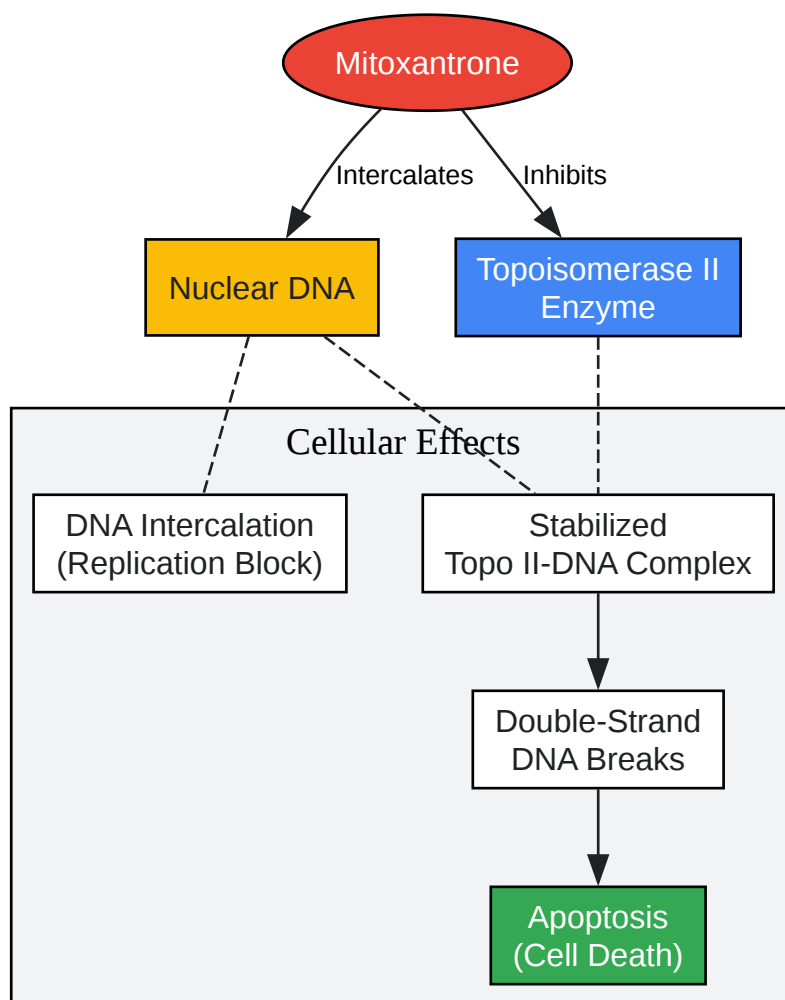 Mitoxantrone
Intercalates
Inhibits
Nuclear DNA
Topoisomerase II
Enzyme
Cellular Effects
DNA Intercalation
(Replication Block)
Stabilized
Topo II-DNA Complex
Double-Strand
DNA Breaks
Apoptosis
(Cell Death)